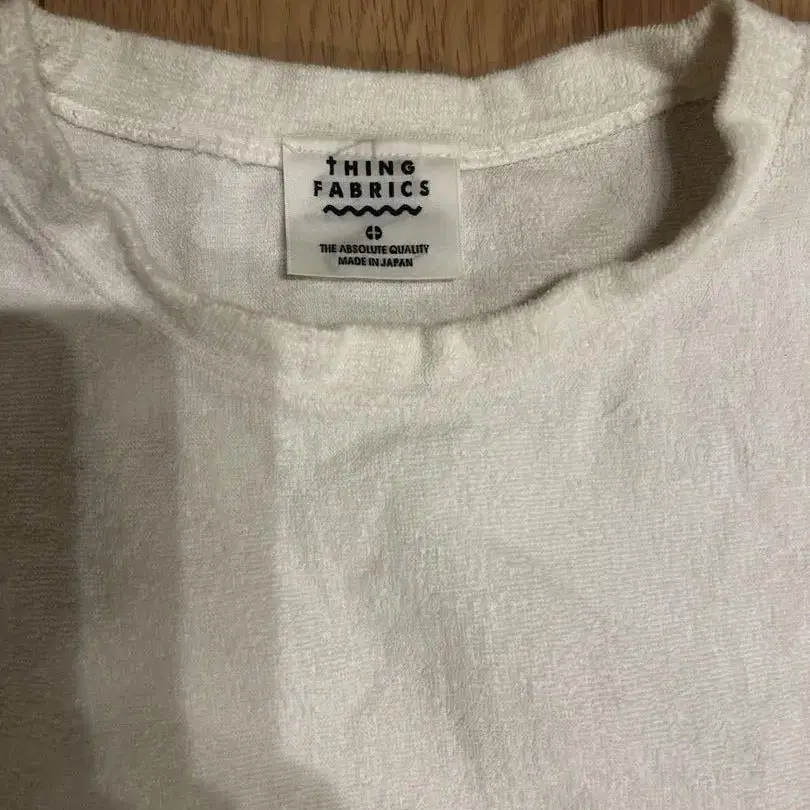 tHING
FABRICS
THE ABSOLUTE QUALITY
MADE IN JAPAN